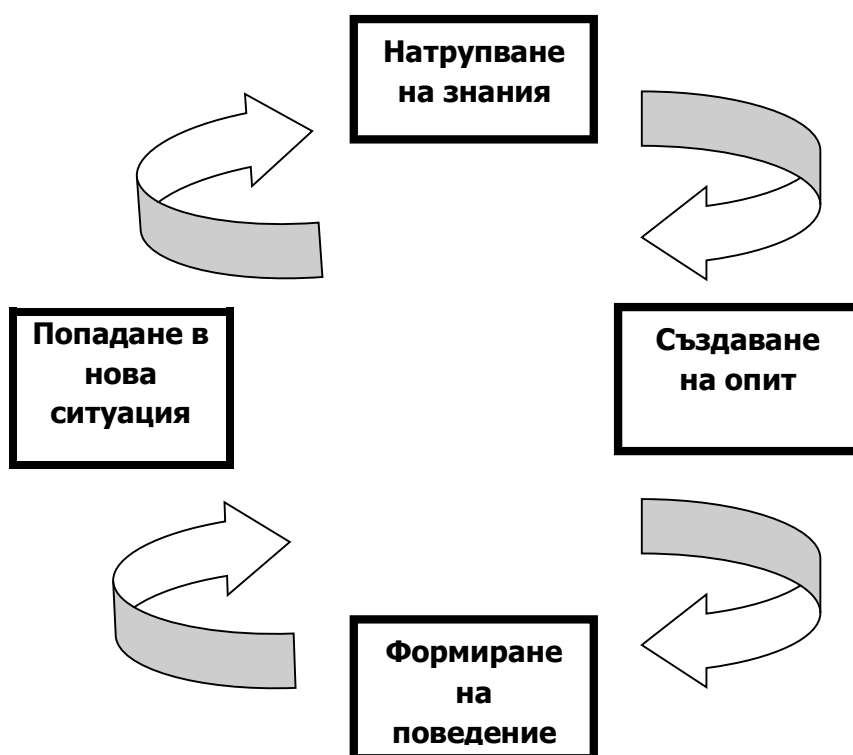 Натрупване
на знания
Попадане в
нова
ситуация
Създаване
на опит
Формиране
на
поведение